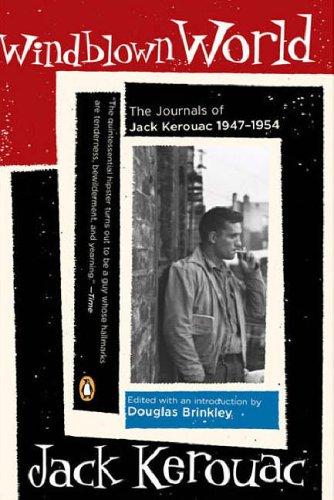 Windblown World
The Journals of
Jack Kerouac 1947–1954
"The quintessential hipster turns out to be a guy whose hallmarks
are tenderness, bewilderment, and yearning." —Time
Edited with an introduction by
Douglas Brinkley
Jack Kerouac